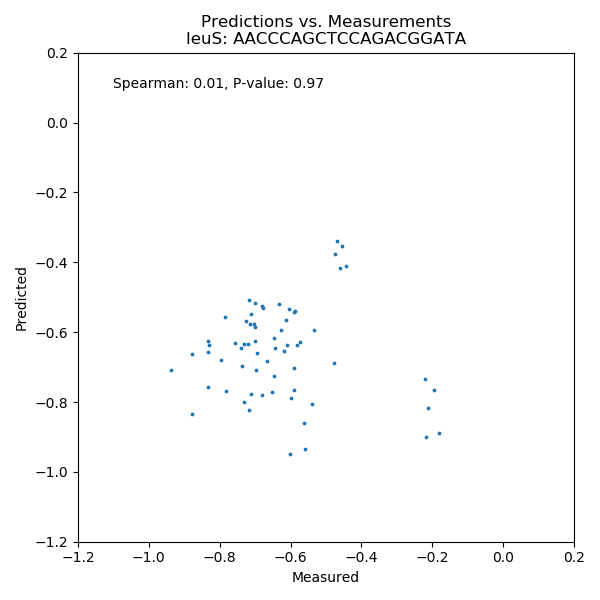 Predictions vs. Measurements
leuS: AACCCAGCTCCAGACGGATA
Spearman: 0.01, P-value: 0.97
0.2
0.0
−0.2
−0.4
−0.6
−0.8
−1.0
−1.2
Predicted
−1.2 −1.0 −0.8 −0.6 −0.4 −0.2 0.0 0.2
Measured